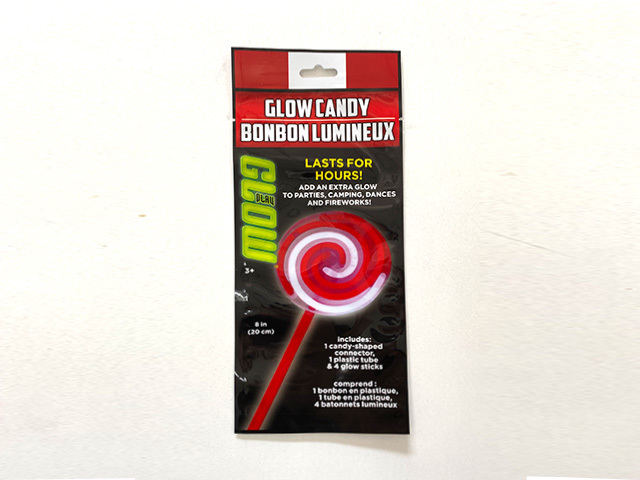 GLOW CANDY
BONBON LUMINEUX
GLOW
PLAY
LASTS FOR
HOURS!
ADD AN EXTRA GLOW
TO PARTIES, CAMPING, DANCES
AND FIREWORKS!
3+
8 in
(20 cm)
includes:
1 candy-shaped
connector,
1 plastic tube
& 4 glow sticks
comprend :
1 bonbon en plastique,
1 tube en plastique,
4 batonnets lumineux